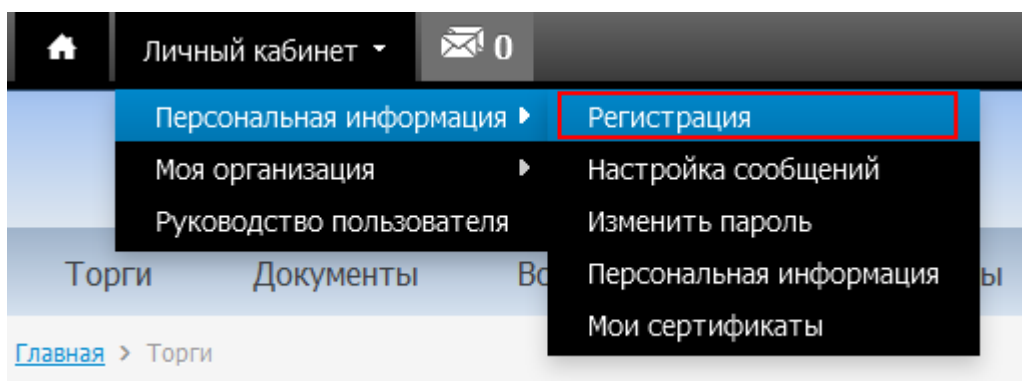 Личный кабинет 0
Персональная информация
Регистрация
Моя организация
Настройка сообщений
Руководство пользователя
Изменить пароль
Торги Документы
Персональная информация
Мои сертификаты
Главная > Торги